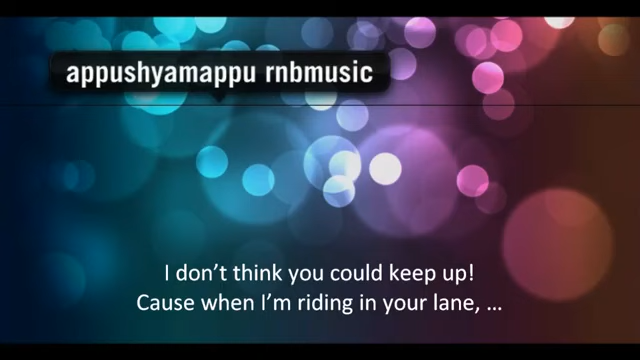 appushyamappu rnbmusic
I don’t think you could keep up!
Cause when I’m riding in your lane, …